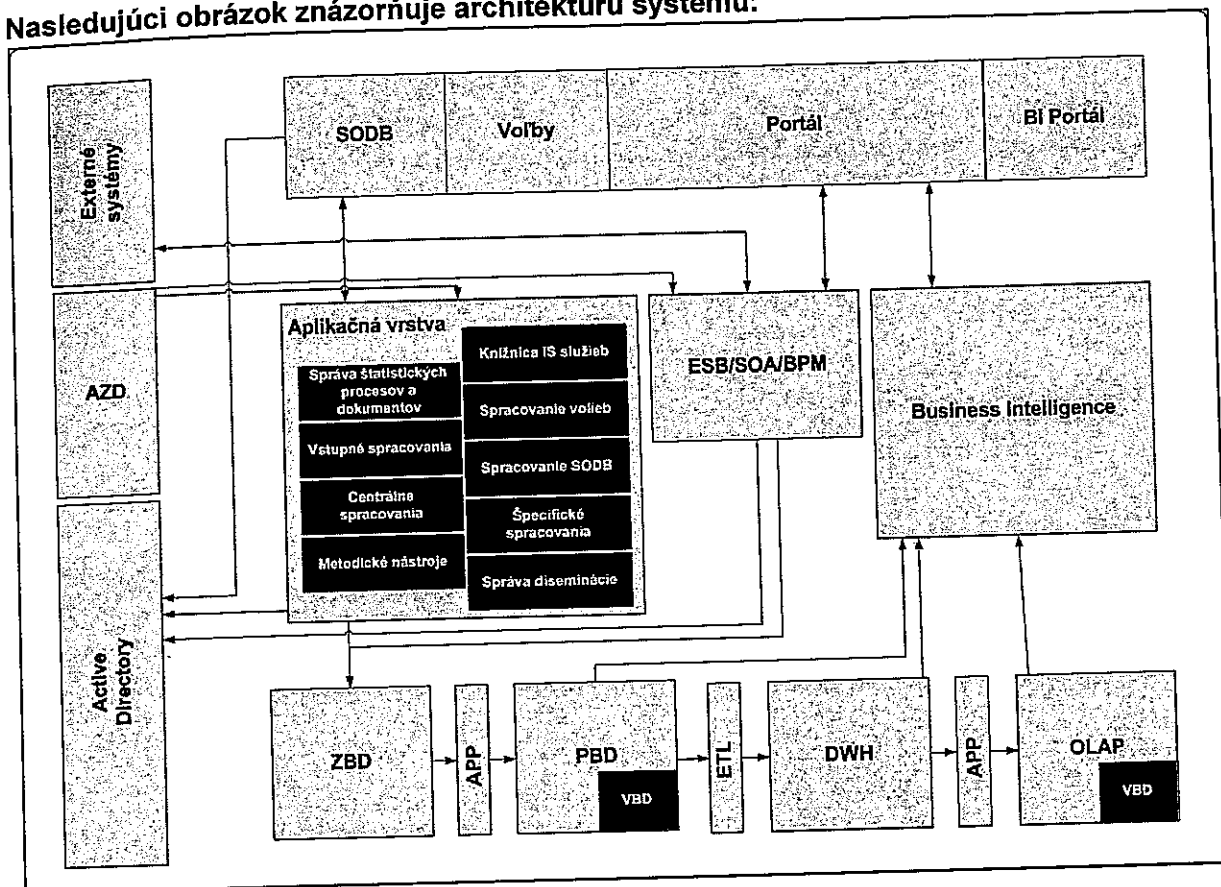 Nasledujúci obrázok znázorňuje architektúru systému:
Externé
systémy
SODB
Voľby
Portál
BI Portál
AZD
Aplikačná vrstva
Správa štatistických
procesov a
dokumentov
Vstupné spracovania
Centrálne
spracovania
Metodické nástroje
Knižnica IS služieb
Spracovanie volieb
Spracovanie SODB
Špecifické
spracovania
Správa diseminácie
ESB/SOA/BPM
Business Intelligence
Active
Directory
ZBD
APP
PBD
VBD
ETL
DWH
APP
OLAP
VBD